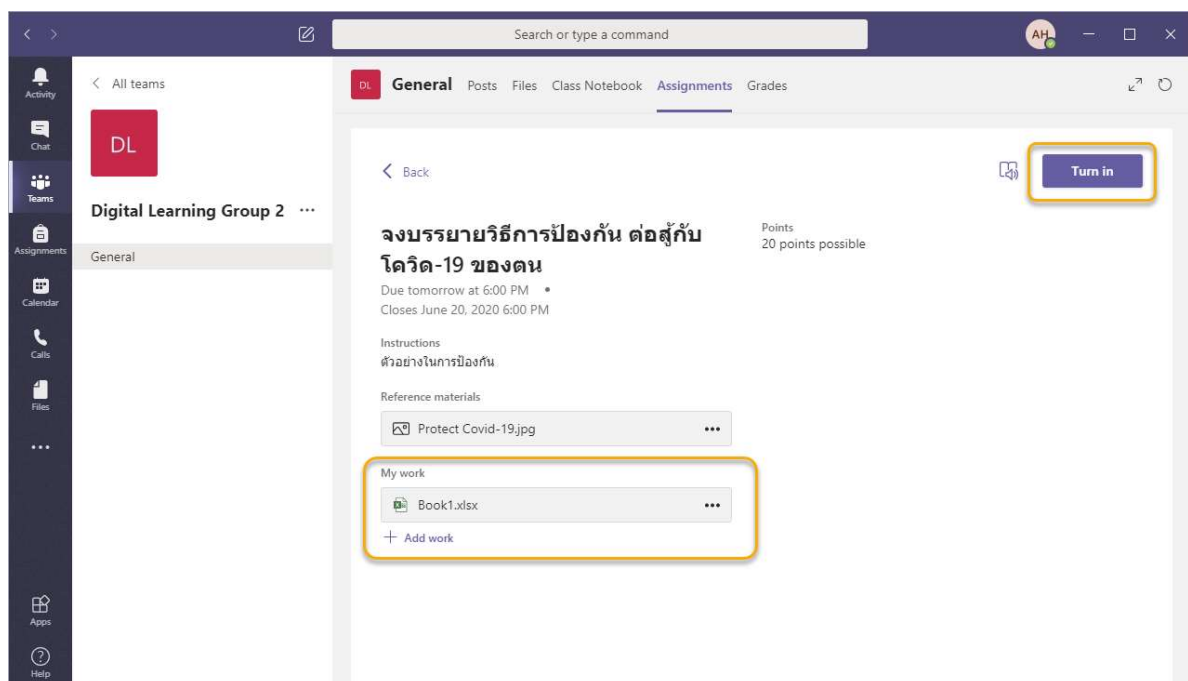 Search or type a command
AH
Activity
Chat
Teams
Assignments
Calendar
Calls
Files
Apps
Help
All teams
DL
Digital Learning Group 2
General
DL General Posts Files Class Notebook Assignments Grades
Back
Turn in
จงบรรยายวิธีการป้องกัน ต่อสู้กับ
โควิด-19 ของตน
Due tomorrow at 6:00 PM •
Closes June 20, 2020 6:00 PM
Points
20 points possible
Instructions
ตัวอย่างในการป้องกัน
Reference materials
Protect Covid-19.jpg
My work
Book1.xlsx
+ Add work